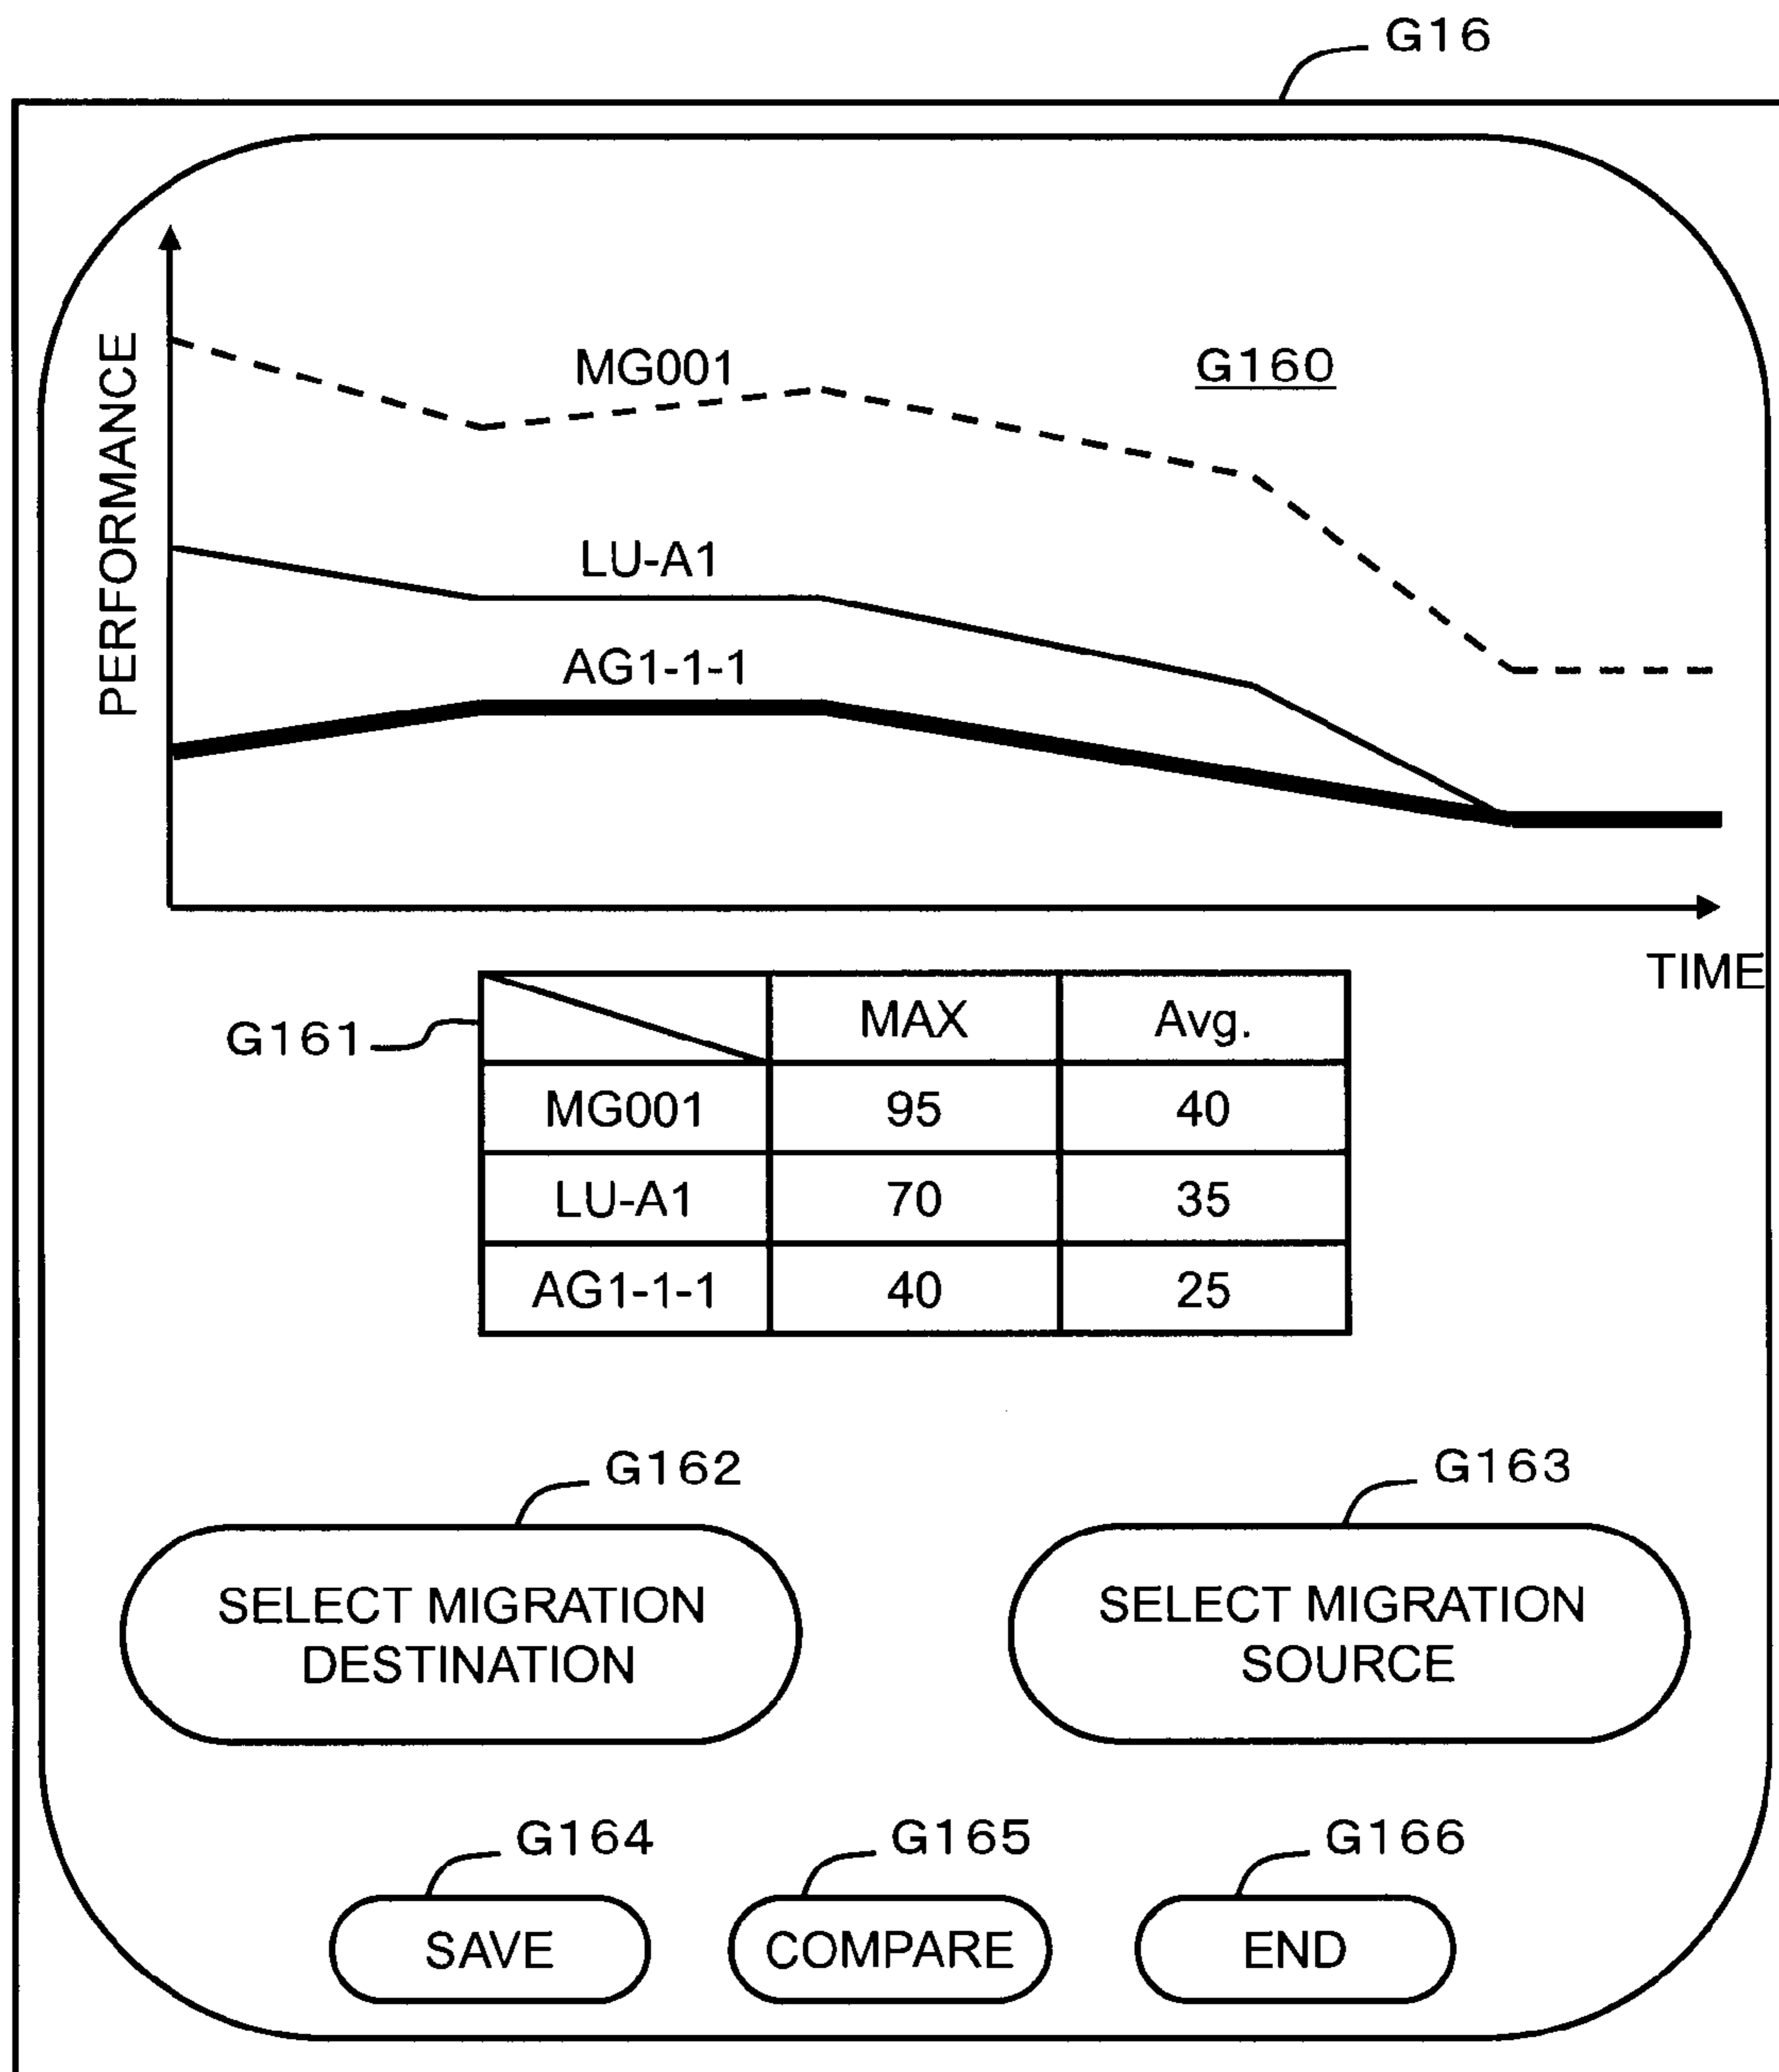 G16
PERFORMANCE
MG001
G160
LU-A1
AG1-1-1
TIME
G161
MAX Avg.
MG001 95 40
LU-A1 70 35
AG1-1-1 40 25
G162
G163
SELECT MIGRATION
DESTINATION
SELECT MIGRATION
SOURCE
G164
G165
G166
SAVE
COMPARE
END